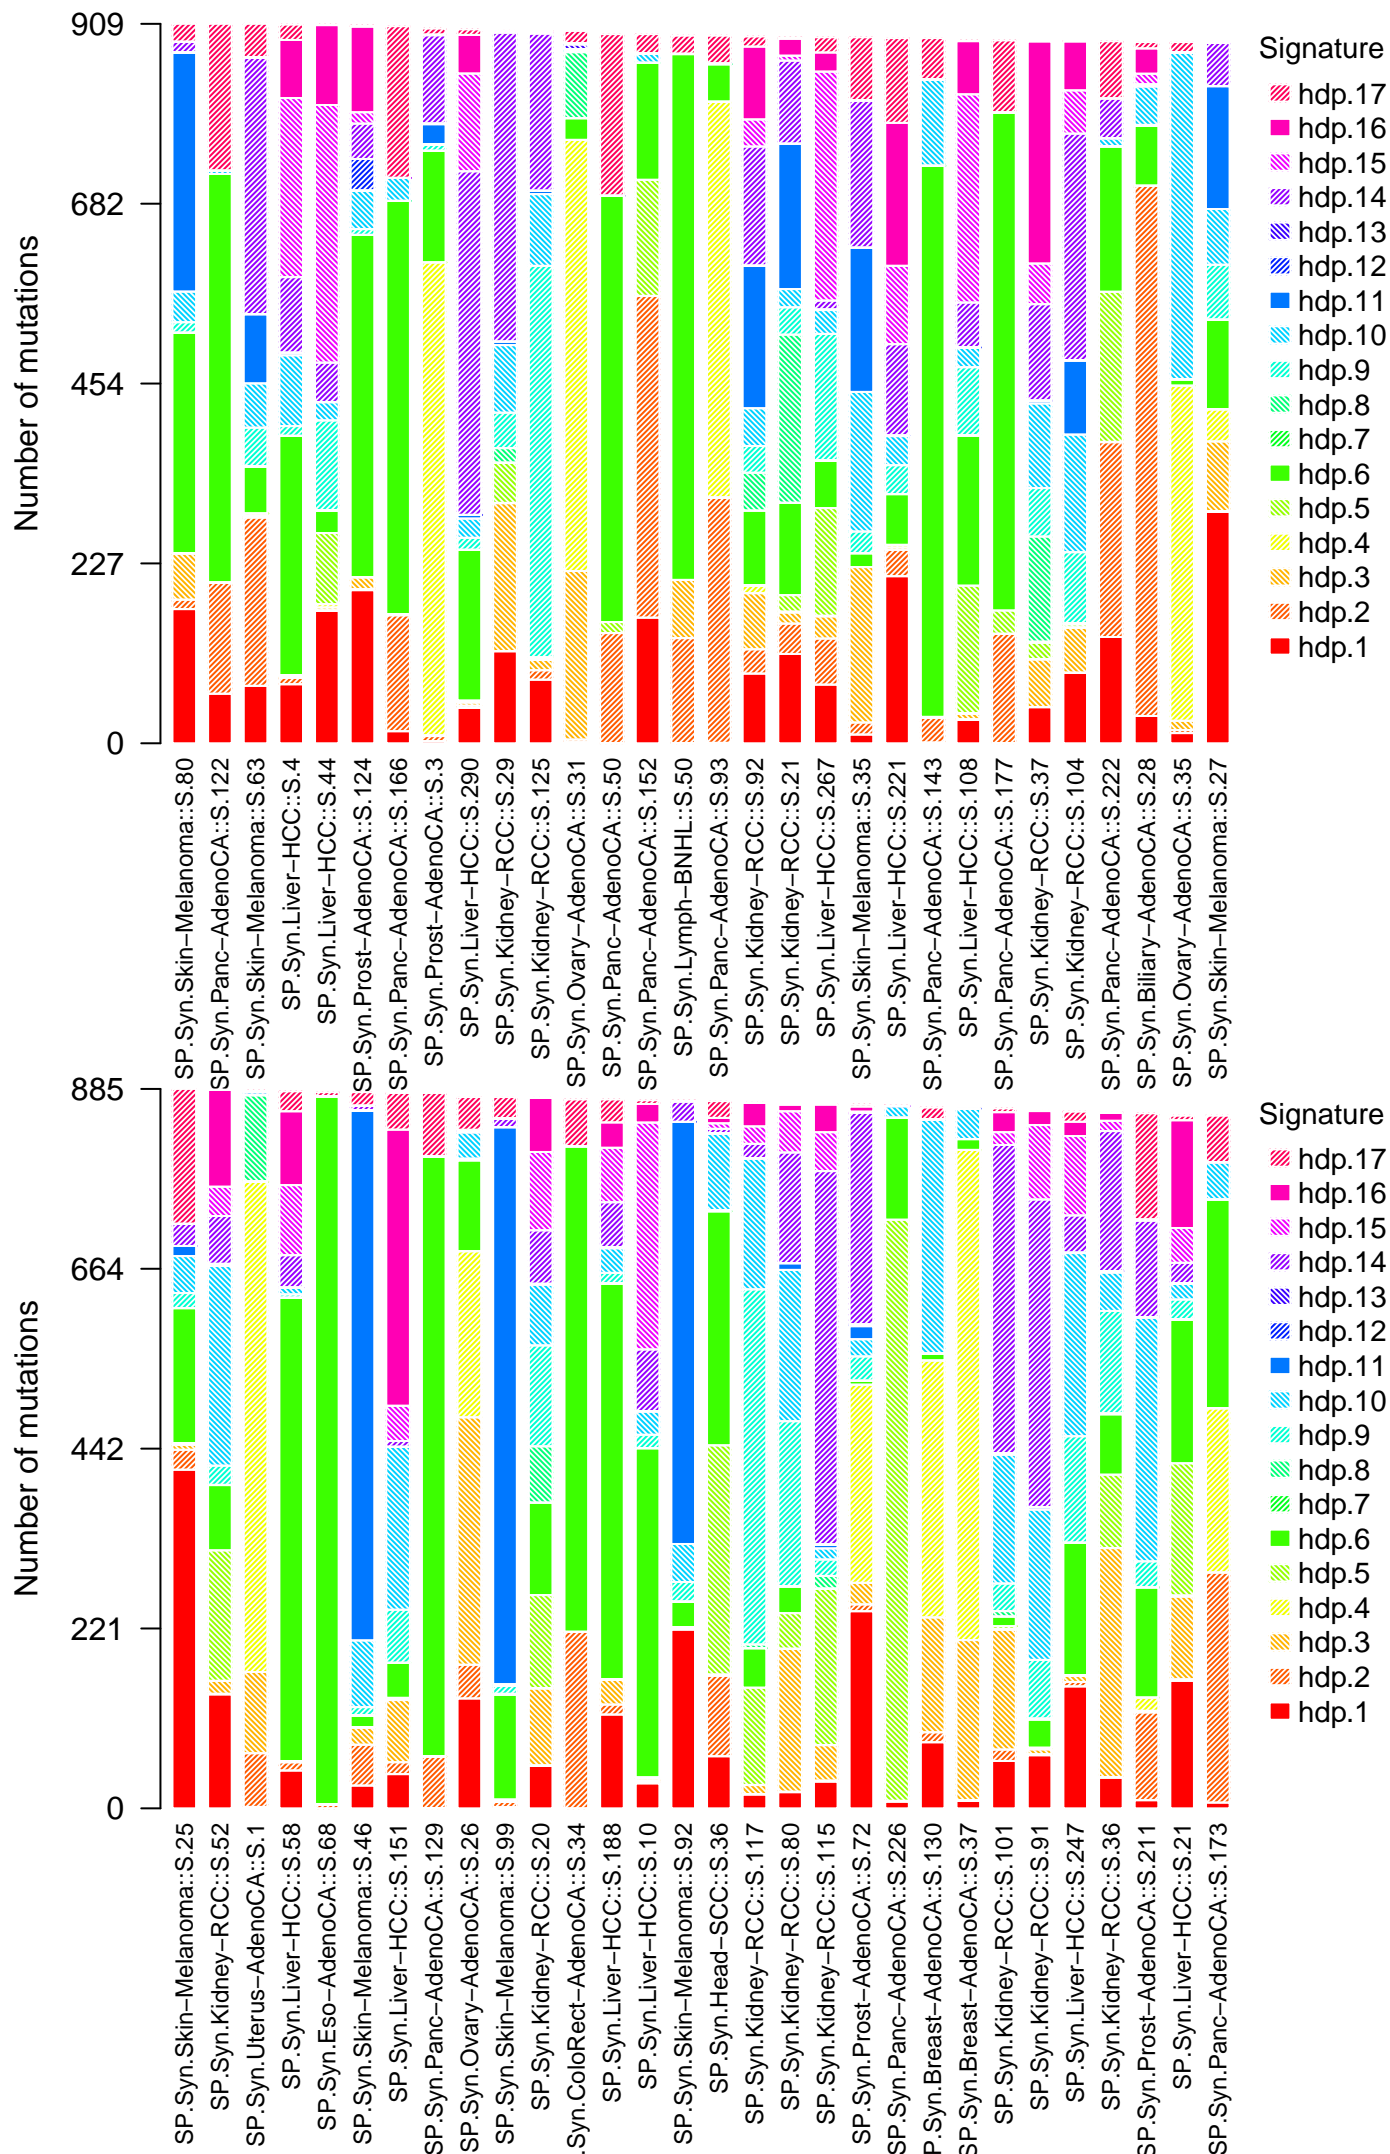 909
682
454
227
0
Number of mutations
Signature
hdp.17
hdp.16
hdp.15
hdp.14
hdp.13
hdp.12
hdp.11
hdp.10
hdp.9
hdp.8
hdp.7
hdp.6
hdp.5
hdp.4
hdp.3
hdp.2
hdp.1
SP.Syn.Skin−Melanoma::S.80
SP.Syn.Panc−AdenoCA::S.122
SP.Syn.Skin−Melanoma::S.63
SP.Syn.Liver−HCC::S.4
SP.Syn.Liver−HCC::S.44
SP.Syn.Prost−AdenoCA::S.124
SP.Syn.Panc−AdenoCA::S.166
SP.Syn.Prost−AdenoCA::S.3
SP.Syn.Liver−HCC::S.290
SP.Syn.Kidney−RCC::S.29
SP.Syn.Kidney−RCC::S.125
SP.Syn.Ovary−AdenoCA::S.31
SP.Syn.Panc−AdenoCA::S.50
SP.Syn.Panc−AdenoCA::S.152
SP.Syn.Lymph−BNHL::S.50
SP.Syn.Panc−AdenoCA::S.93
SP.Syn.Kidney−RCC::S.92
SP.Syn.Kidney−RCC::S.21
SP.Syn.Liver−HCC::S.267
SP.Syn.Skin−Melanoma::S.35
SP.Syn.Liver−HCC::S.221
SP.Syn.Panc−AdenoCA::S.143
SP.Syn.Liver−HCC::S.108
SP.Syn.Panc−AdenoCA::S.177
SP.Syn.Kidney−RCC::S.37
SP.Syn.Kidney−RCC::S.104
SP.Syn.Panc−AdenoCA::S.222
SP.Syn.Biliary−AdenoCA::S.28
SP.Syn.Ovary−AdenoCA::S.35
SP.Syn.Skin−Melanoma::S.27
885
664
442
221
0
Number of mutations
Signature
hdp.17
hdp.16
hdp.15
hdp.14
hdp.13
hdp.12
hdp.11
hdp.10
hdp.9
hdp.8
hdp.7
hdp.6
hdp.5
hdp.4
hdp.3
hdp.2
hdp.1
SP.Syn.Skin−Melanoma::S.25
SP.Syn.Kidney−RCC::S.52
SP.Syn.Uterus−AdenoCA::S.1
SP.Syn.Liver−HCC::S.58
SP.Syn.Eso−AdenoCA::S.68
SP.Syn.Skin−Melanoma::S.46
SP.Syn.Liver−HCC::S.151
SP.Syn.Panc−AdenoCA::S.129
SP.Syn.Ovary−AdenoCA::S.26
SP.Syn.Skin−Melanoma::S.99
SP.Syn.Kidney−RCC::S.20
.Syn.ColoRect−AdenoCA::S.34
SP.Syn.Liver−HCC::S.188
SP.Syn.Liver−HCC::S.10
SP.Syn.Skin−Melanoma::S.92
SP.Syn.Head−SCC::S.36
SP.Syn.Kidney−RCC::S.117
SP.Syn.Kidney−RCC::S.80
SP.Syn.Kidney−RCC::S.115
SP.Syn.Prost−AdenoCA::S.72
SP.Syn.Panc−AdenoCA::S.226
SP.Syn.Breast−AdenoCA::S.130
SP.Syn.Breast−AdenoCA::S.37
SP.Syn.Kidney−RCC::S.101
SP.Syn.Kidney−RCC::S.91
SP.Syn.Liver−HCC::S.247
SP.Syn.Kidney−RCC::S.36
SP.Syn.Prost−AdenoCA::S.211
SP.Syn.Liver−HCC::S.21
SP.Syn.Panc−AdenoCA::S.173